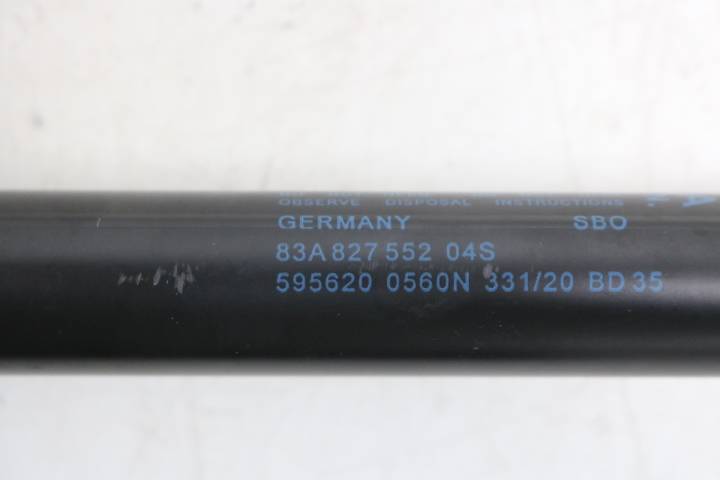 OBSERVE DISPOSAL INSTRUCTIONS
GERMANY SBO
83A 827 552 04S
595620 0560N 331/20 BD 35